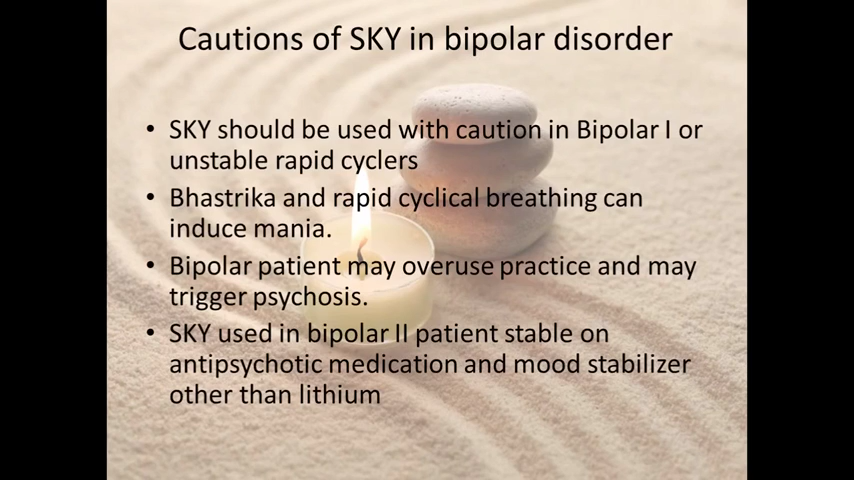 Cautions of SKY in bipolar disorder
• SKY should be used with caution in Bipolar I or
unstable rapid cyclers
• Bhastrika and rapid cyclical breathing can
induce mania.
• Bipolar patient may overuse practice and may
trigger psychosis.
• SKY used in bipolar II patient stable on
antipsychotic medication and mood stabilizer
other than lithium